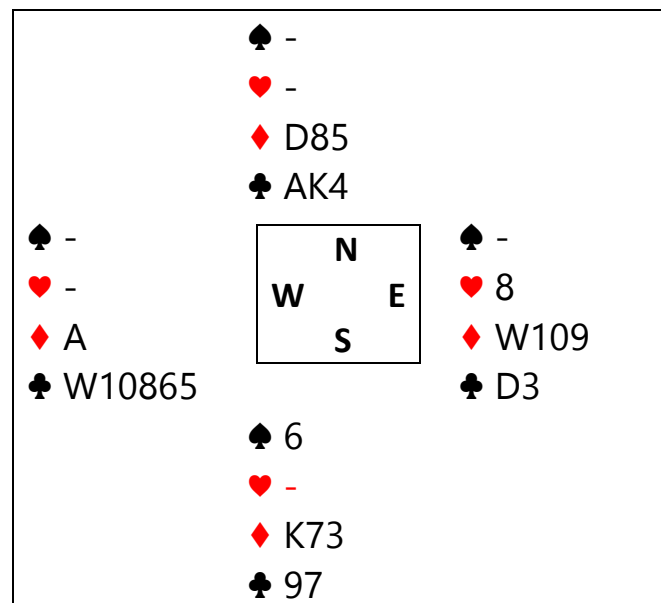 ♠ -
♥ -
♦ D85
♣ AK4
♠ -
♥ -
♦ A
♣ W10865
N
W E
S
♠ -
♥ 8
♦ W109
♣ D3
♠ 6
♥ -
♦ K73
♣ 97